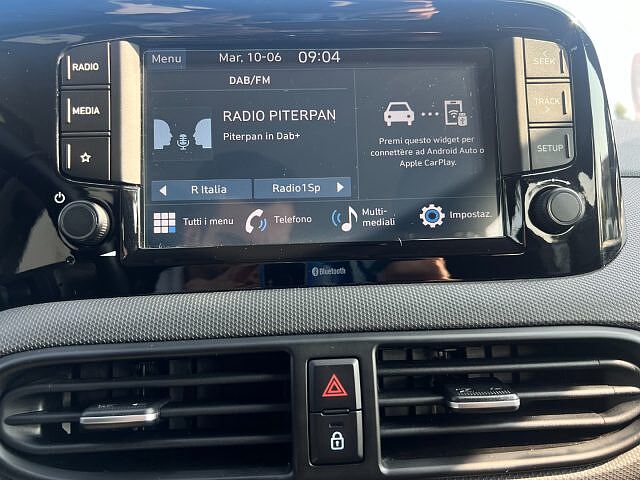 RADIO
MEDIA
Menu
Mar. 10-06
09:04
DAB/FM
RADIO PITERPAN
Piterpan in Dab+
Premi questo widget per
connettere ad Android Auto o
Apple CarPlay.
R Italia
Radio1Sp
Tutti i menu
Telefono
Multi-
mediali
Impostaz.
SEEK
TRACK
SETUP
Bluetooth